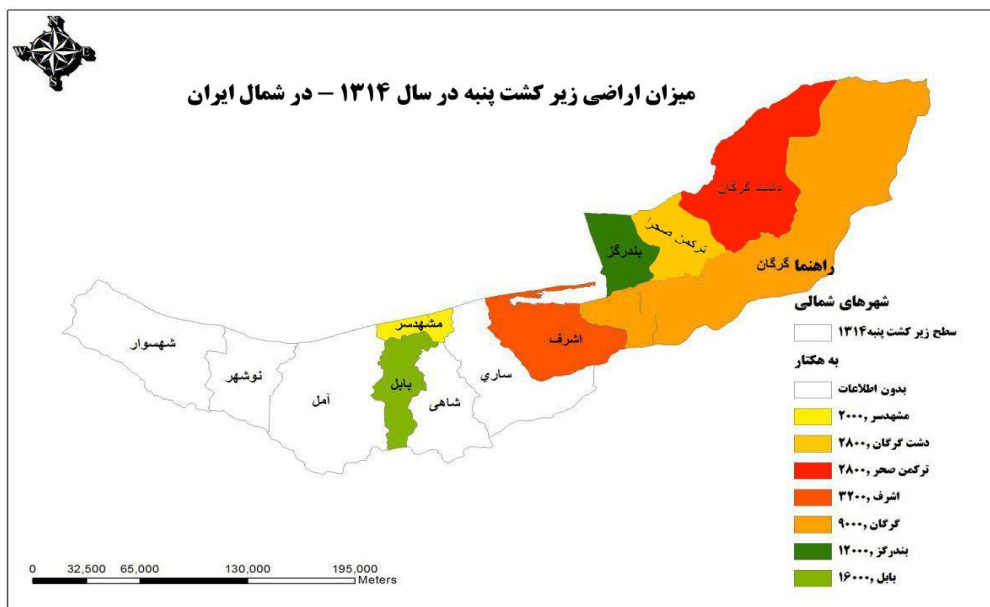 N
W
E
S
میزان اراضی زیر کشت پنبه در سال ۱۳۱۴ – در شمال ایران
دشت گرگان
ترکمن صحرا
بندرگز
گرگان
مشهدسر
اشرف
شهسوار
نوشهر
آمل
بابل
شاهی
ساري
راهنما
شهرهای شمالی
سطح زیر کشت پنبه۱۳۱۴
به هکتار
بدون اطلاعات
مشهدسر ,۲۰۰۰
دشت گرگان ,۲۸۰۰
ترکمن صحر ,۲۸۰۰
اشرف ,۳۲۰۰
گرگان ,۹۰۰۰
بندرگز ,۱۲۰۰۰
بابل ,۱۶۰۰۰
0 32,500 65,000 130,000 195,000
Meters